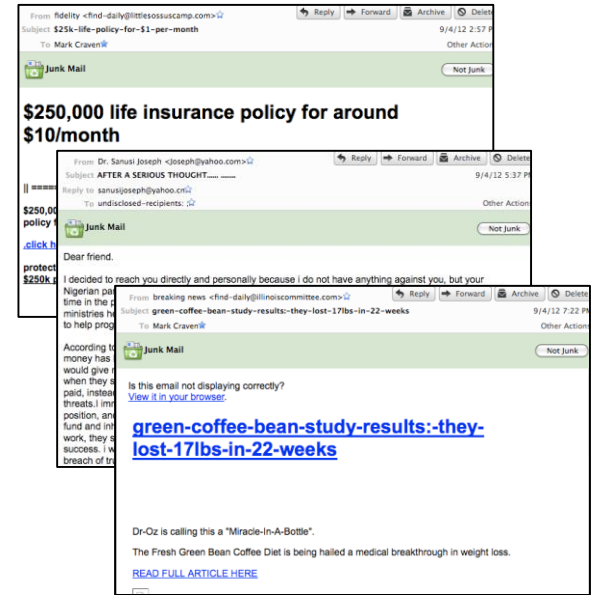 From fidelity <find-daily@littlesossuscamp.com>
Reply Forward Archive Delete
Subject $25k-life-policy-for-$1-per-month
9/4/12 2:57 P
To Mark Craven
Other Action
Junk Mail
Not Junk
$250,000 life insurance policy for around
$10/month
|| =====
$250,00
policy f
.click h
protect
$250k p
From Dr. Sanusi Joseph <Joseph@yahoo.com>
Reply Forward Archive Delete
Subject AFTER A SERIOUS THOUGHT...... .......
9/4/12 5:37 PM
Reply to sanusijoseph@yahoo.cn
To undisclosed-recipients: ;
Other Actions
Junk Mail
Not Junk
Dear friend.
I decided to reach you directly and personally because i do not have anything against you, but your
Nigerian pa
time in the p
ministries he
to help prog
According to
money has
would give m
when they s
paid, instea
threats.I imm
position, an
fund and inh
work, they s
success. i w
breach of tru
From breaking news <find-daily@illinoiscommittee.com>
Reply Forward Archive Delete
Subject green-coffee-bean-study-results:-they-lost-17lbs-in-22-weeks
9/4/12 7:22 PM
To Mark Craven
Other Actions
Junk Mail
Not Junk
Is this email not displaying correctly?
View it in your browser.
green-coffee-bean-study-results:-they-
lost-17lbs-in-22-weeks
Dr-Oz is calling this a "Miracle-In-A-Bottle".
The Fresh Green Bean Coffee Diet is being hailed a medical breakthrough in weight loss.
READ FULL ARTICLE HERE